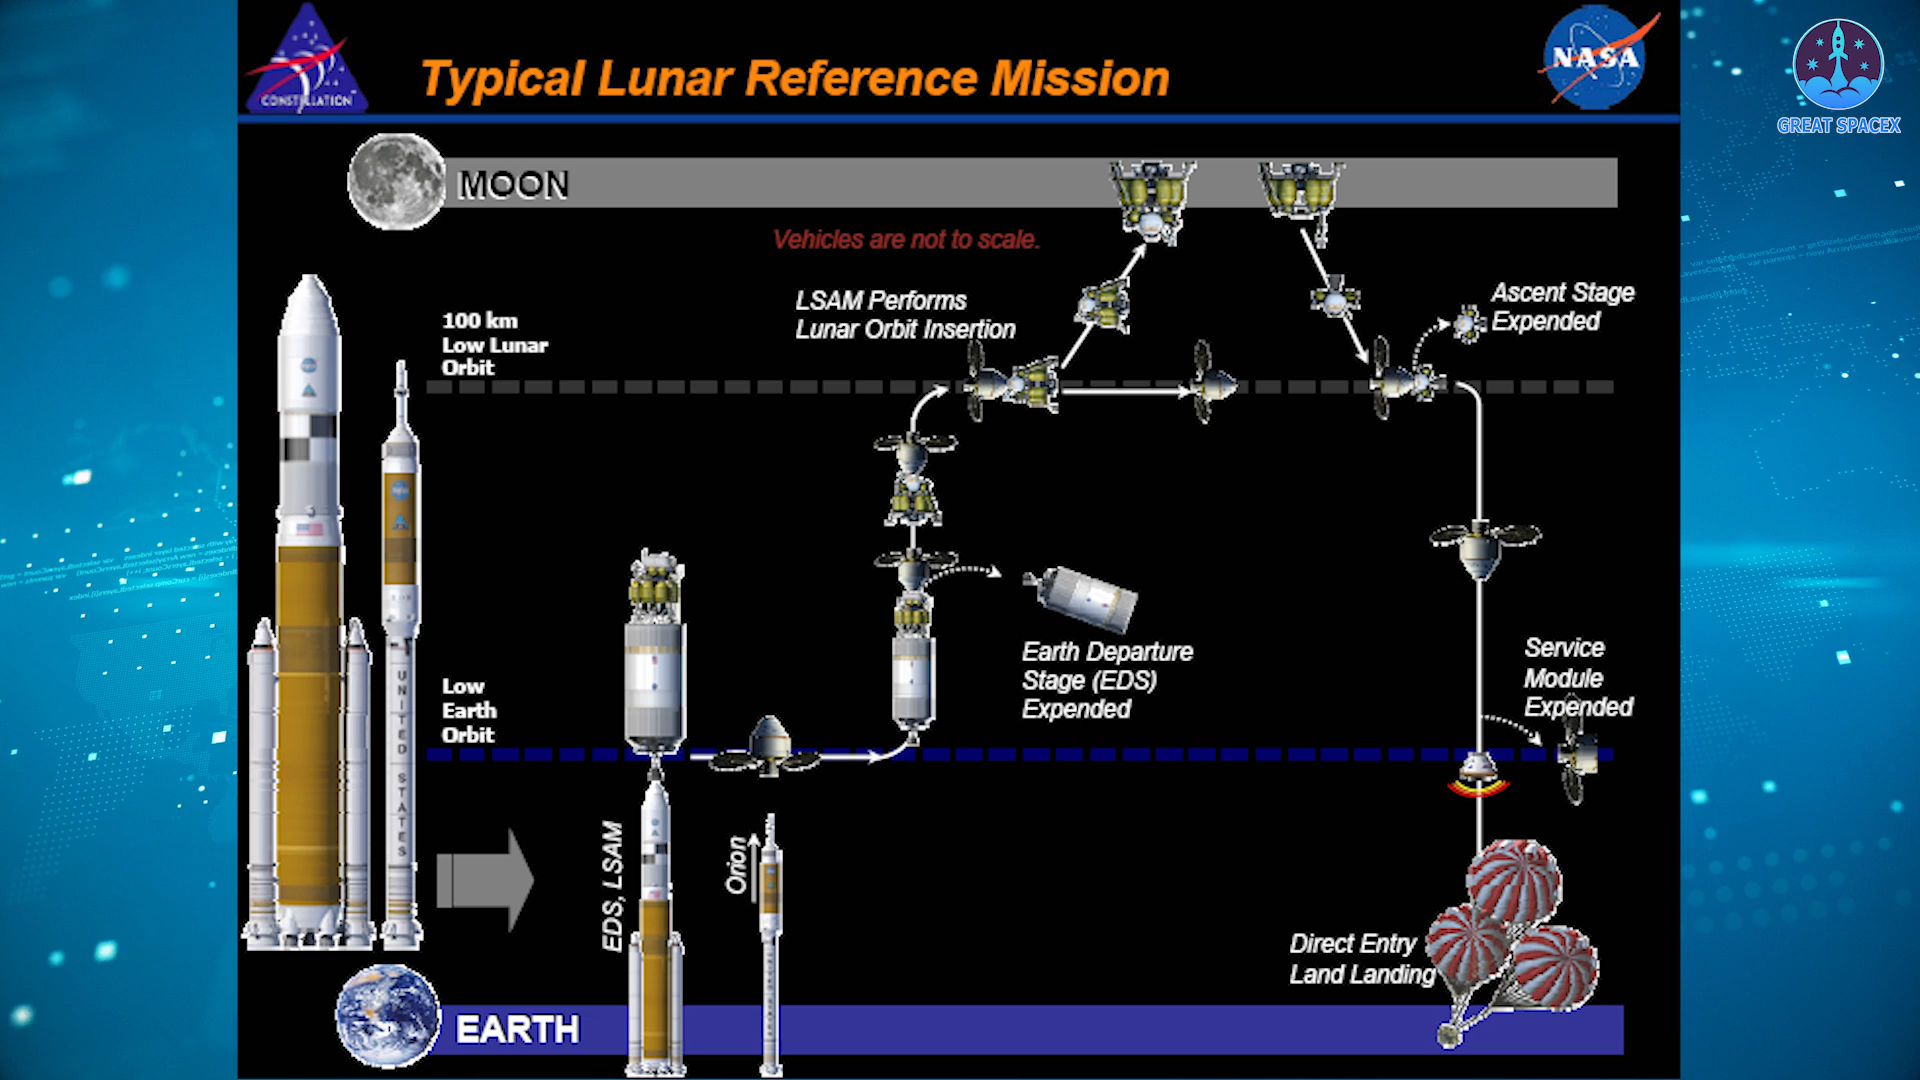 CONSTELLATION
Typical Lunar Reference Mission
NASA
GREAT SPACEX
MOON
Vehicles are not to scale.
LSAM Performs
Lunar Orbit Insertion
Ascent Stage
Expended
100 km
Low Lunar
Orbit
Earth Departure
Stage (EDS)
Expended
Service
Module
Expended
Low
Earth
Orbit
UNITED STATES
EDS, LSAM
Orion
Direct Entry
Land Landing
EARTH